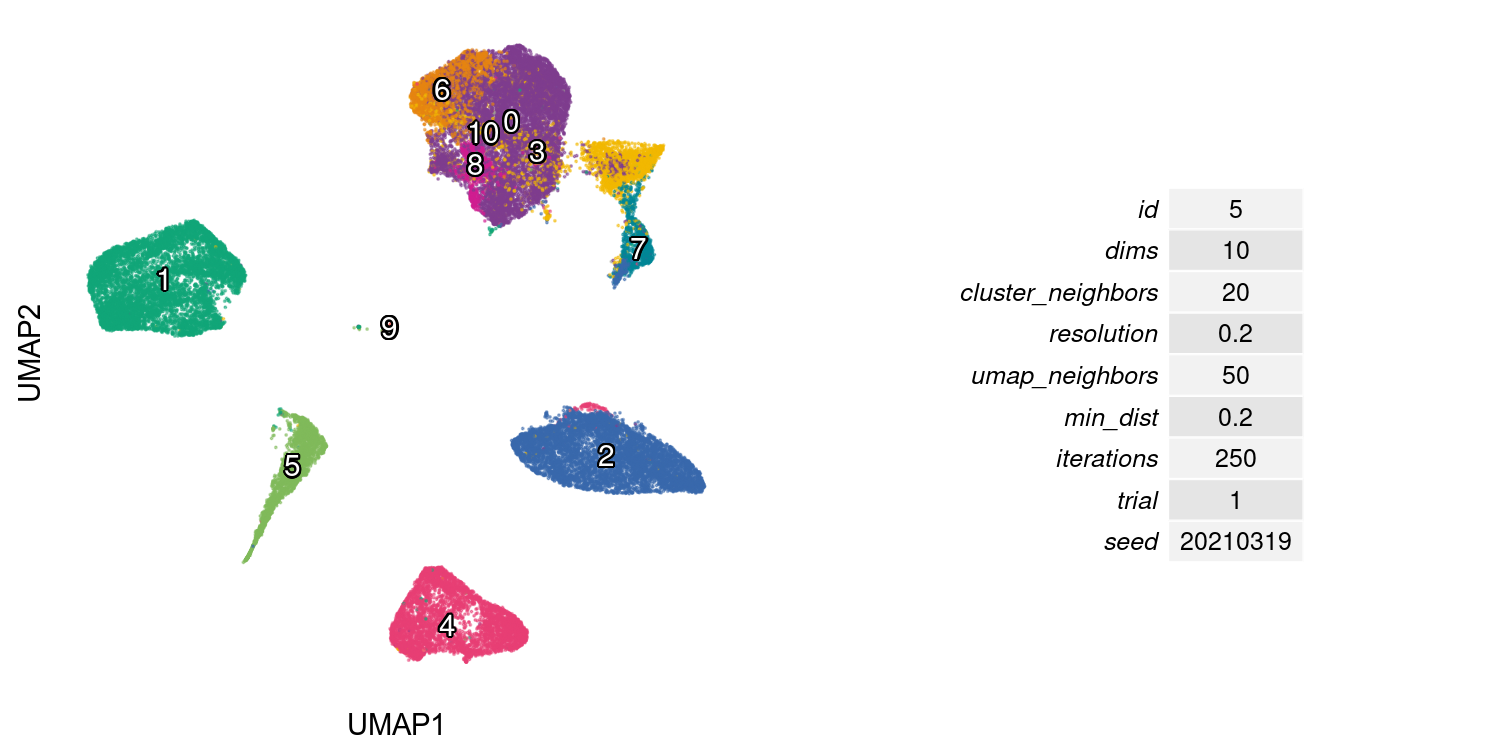 6
0
10
3
8
7
1
9
5
2
4
UMAP2
UMAP1
id 5
dims 10
cluster_neighbors 20
resolution 0.2
umap_neighbors 50
min_dist 0.2
iterations 250
trial 1
seed 20210319